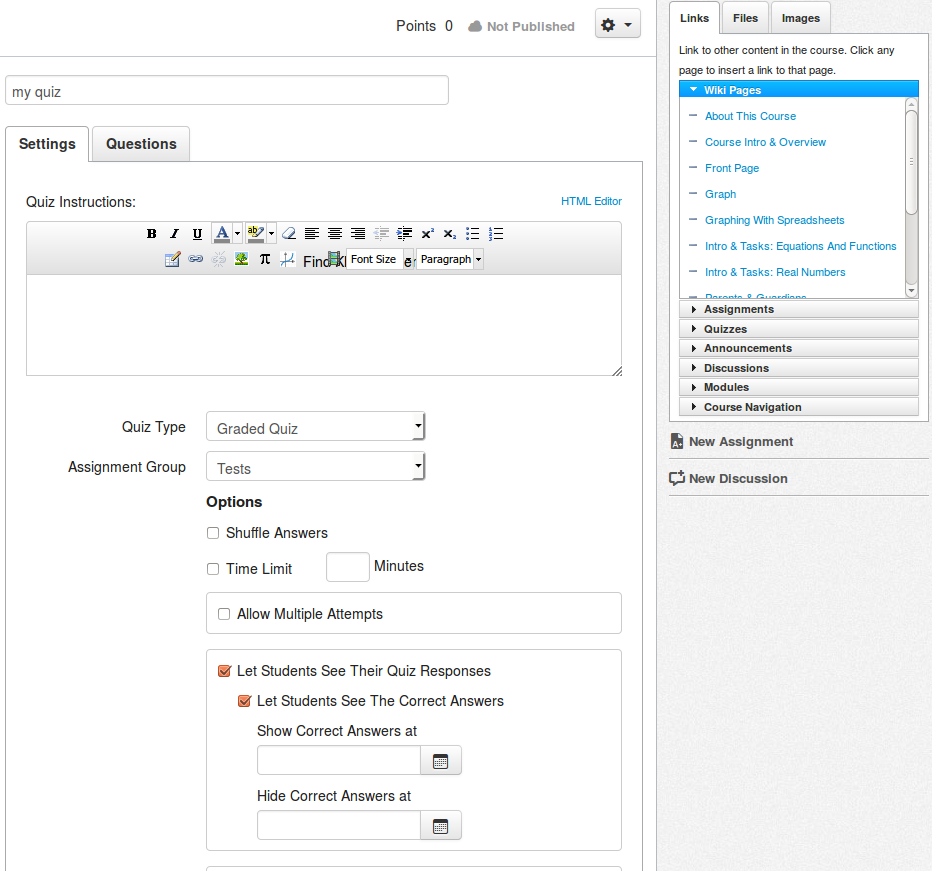 Points 0 Not Published
my quiz
Settings Questions
Quiz Instructions: HTML Editor
B I U A ab
Font Size Paragraph
Quiz Type Graded Quiz
Assignment Group Tests
Options
Shuffle Answers
Time Limit Minutes
Allow Multiple Attempts
Let Students See Their Quiz Responses
Let Students See The Correct Answers
Show Correct Answers at
Hide Correct Answers at
Links Files Images
Link to other content in the course. Click any
page to insert a link to that page.
Wiki Pages
About This Course
Course Intro & Overview
Front Page
Graph
Graphing With Spreadsheets
Intro & Tasks: Equations And Functions
Intro & Tasks: Real Numbers
Parents & Guardians
Assignments
Quizzes
Announcements
Discussions
Modules
Course Navigation
New Assignment
New Discussion